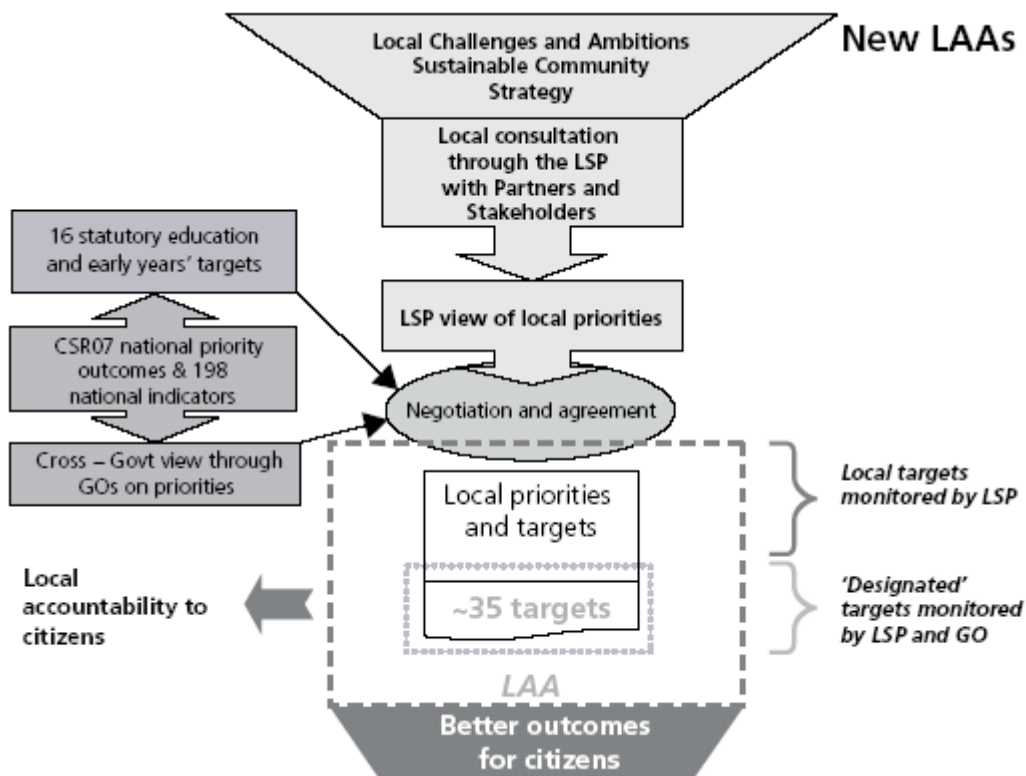 New LAAs
Local Challenges and Ambitions
Sustainable Community
Strategy
Local consultation
through the LSP
with Partners and
Stakeholders
16 statutory education
and early years’ targets
LSP view of local priorities
CSR07 national priority
outcomes & 198
national indicators
Negotiation and agreement
Cross – Govt view through
GOs on priorities
Local priorities
and targets
Local targets
monitored by LSP
Local
accountability to
citizens
~35 targets
‘Designated’
targets monitored
by LSP and GO
LAA
Better outcomes
for citizens